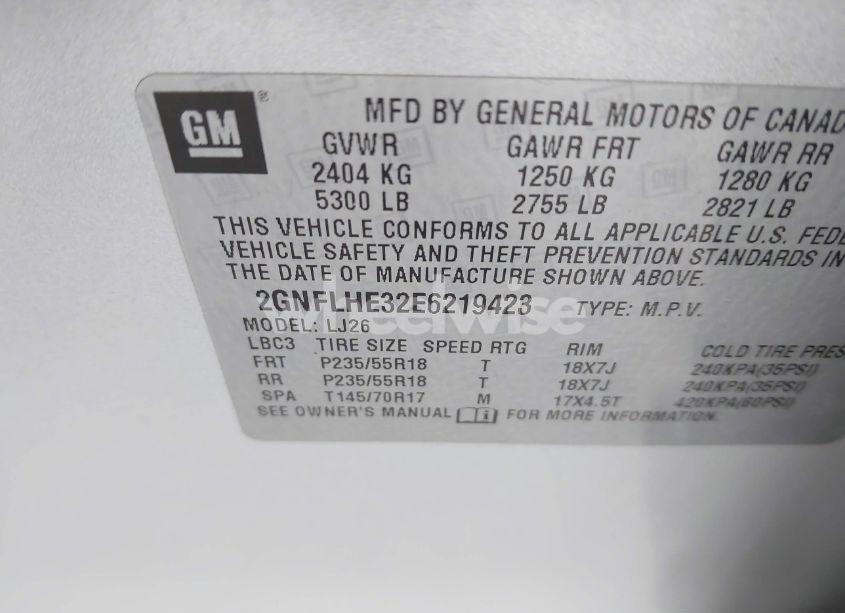 GM ®
MFD BY GENERAL MOTORS OF CANAD
GVWR GAWR FRT GAWR RR
2404 KG 1250 KG 1280 KG
5300 LB 2755 LB 2821 LB
THIS VEHICLE CONFORMS TO ALL APPLICABLE U.S. FEDE
VEHICLE SAFETY AND THEFT PREVENTION STANDARDS IN
THE DATE OF MANUFACTURE SHOWN ABOVE.
2GNFLHE32E6219423 TYPE: M.P.V.
wheelwise
MODEL: LJ26
LBC3 TIRE SIZE SPEED RTG RIM COLD TIRE PRES
FRT P235/55R18 T 18X7J 240KPA(35PSI)
RR P235/55R18 T 18X7J 240KPA(35PSI)
SPA T145/70R17 M 17X4.5T 420KPA(60PSI)
SEE OWNER'S MANUAL i FOR MORE INFORMATION.